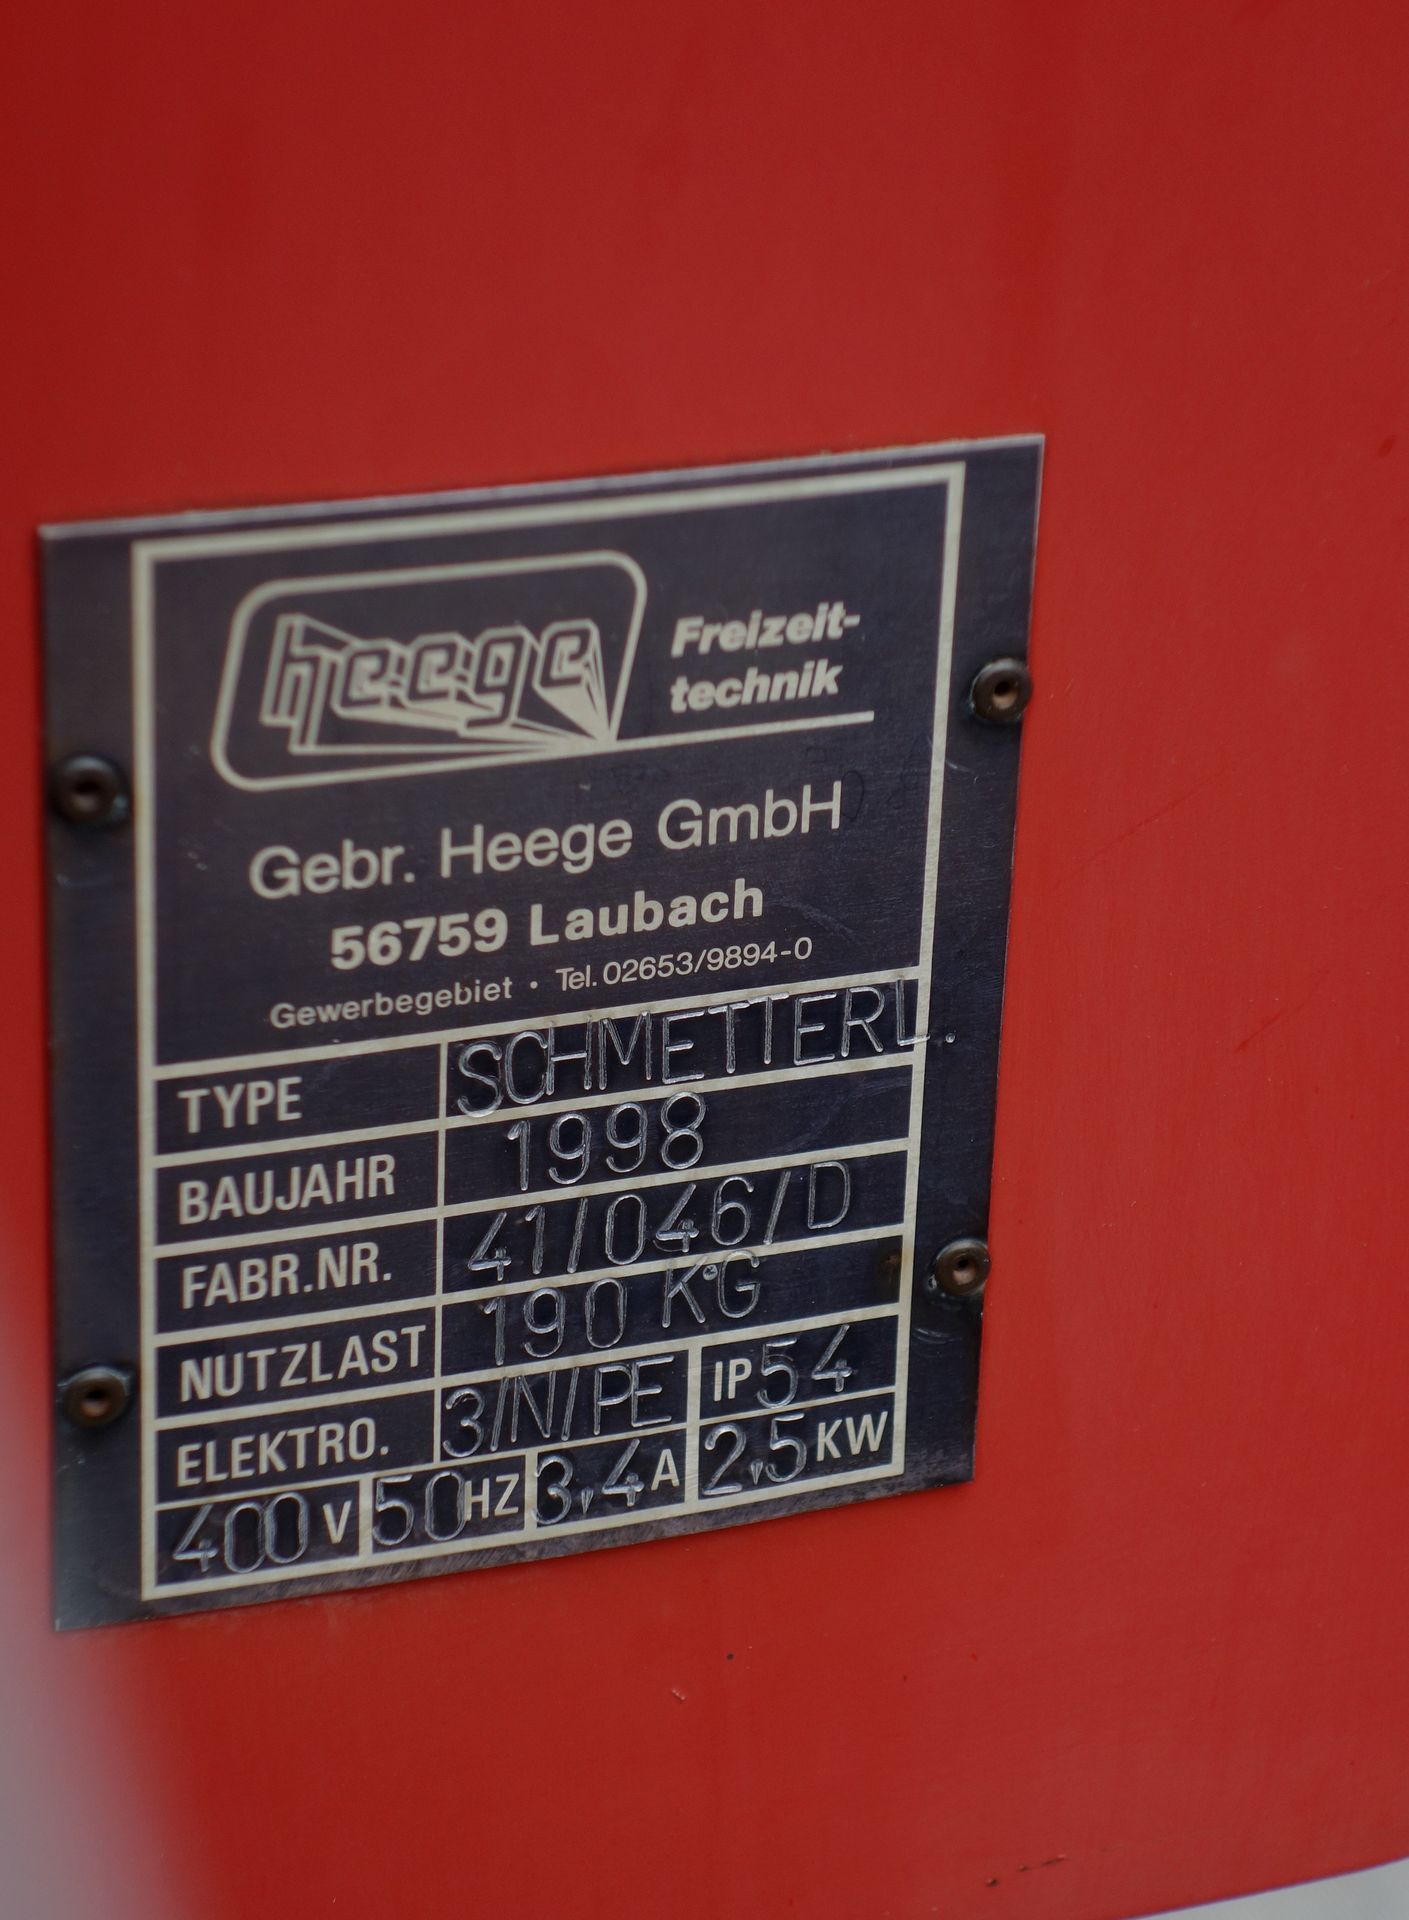 heege
Freizeit-
technik
Gebr. Heege GmbH
56759 Laubach
Gewerbegebiet · Tel. 02653/9894-0
TYPE SCHMETTERL.
BAUJAHR 1998
FABR.NR. 41/046/D
NUTZLAST 190 KG
ELEKTRO. 3/N/PE IP54
400 V 50 HZ 3,4 A 2,5 KW